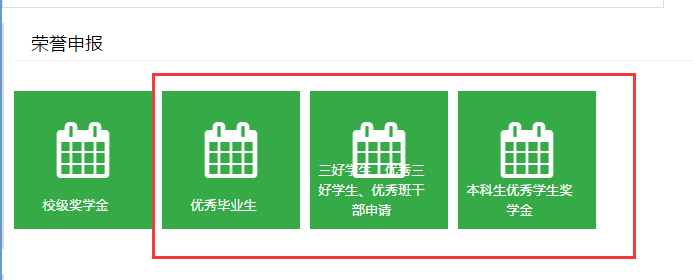 荣誉申报
校级奖学金
优秀毕业生
三好学生、优秀三
好学生、优秀班干
部申请
本科生优秀学生奖
学金